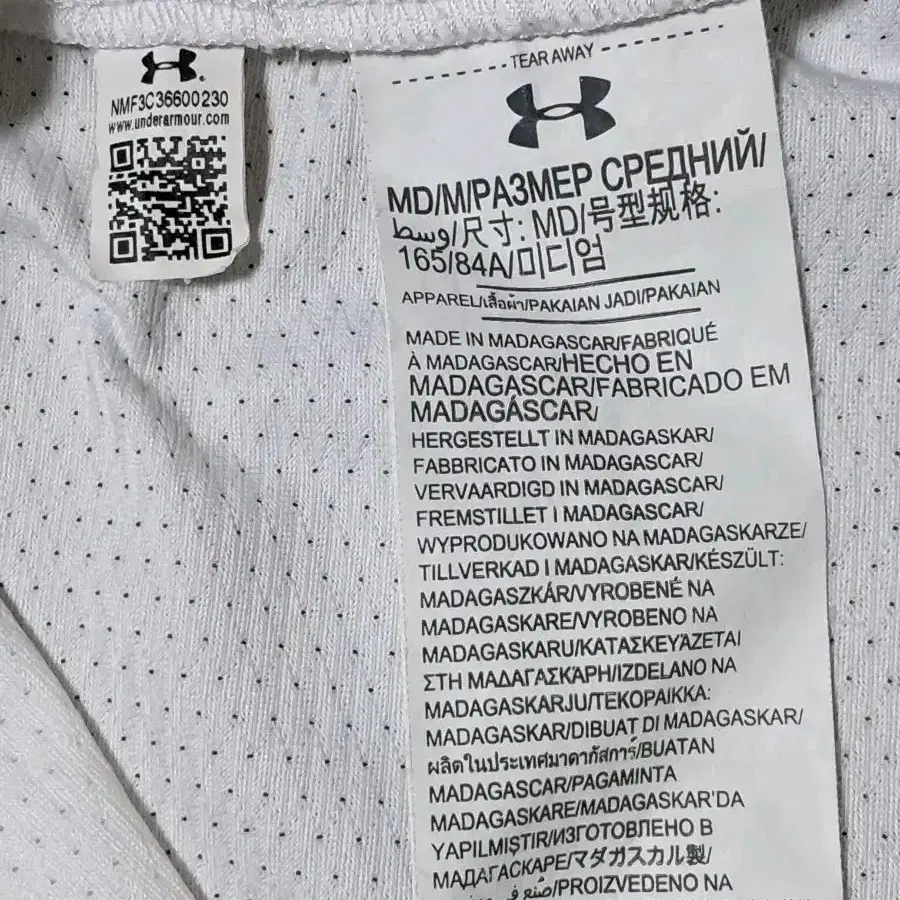 NMF3C36600230
www.underarmour.com
TEAR AWAY
MD/M/РАЗМЕР СРЕДНИЙ/
وسط/尺寸: MD/号型规格:
165/84A/미디엄
APPAREL/เสื้อผ้า/PAKAIAN JADI/PAKAIAN
MADE IN MADAGASCAR/FABRIQUÉ
À MADAGASCAR/HECHO EN
MADAGASCAR/FABRICADO EM
MADAGÁSCAR/
HERGESTELLT IN MADAGASKAR/
FABBRICATO IN MADAGASCAR/
VERVAARDIGD IN MADAGASCAR/
FREMSTILLET I MADAGASCAR/
WYPRODUKOWANO NA MADAGASKARZE/
TILLVERKAD I MADAGASKAR/KÉSZÜLT:
MADAGASZKÁR/VYROBENÉ NA
MADAGASKARE/VYROBENO NA
MADAGASKARU/ΚΑΤΑΣΚΕΥΆΖΕΤΑΙ
ΣΤΗ ΜΑΔΑΓΑΣΚΆΡΗ/IZDELANO NA
MADAGASKARJU/TEKOPAIKKA:
MADAGASKAR/DIBUAT DI MADAGASKAR/
ผลิตในประเทศมาดากัสการ์/BUATAN
MADAGASCAR/PAGAMINTA
MADAGASKARE/MADAGASKAR'DA
YAPILMIŞTIR/ИЗГОТОВЛЕНО В
МАДАГАСКАРЕ/マダガスカル製/
صُنع في/PROIZVEDENO NA